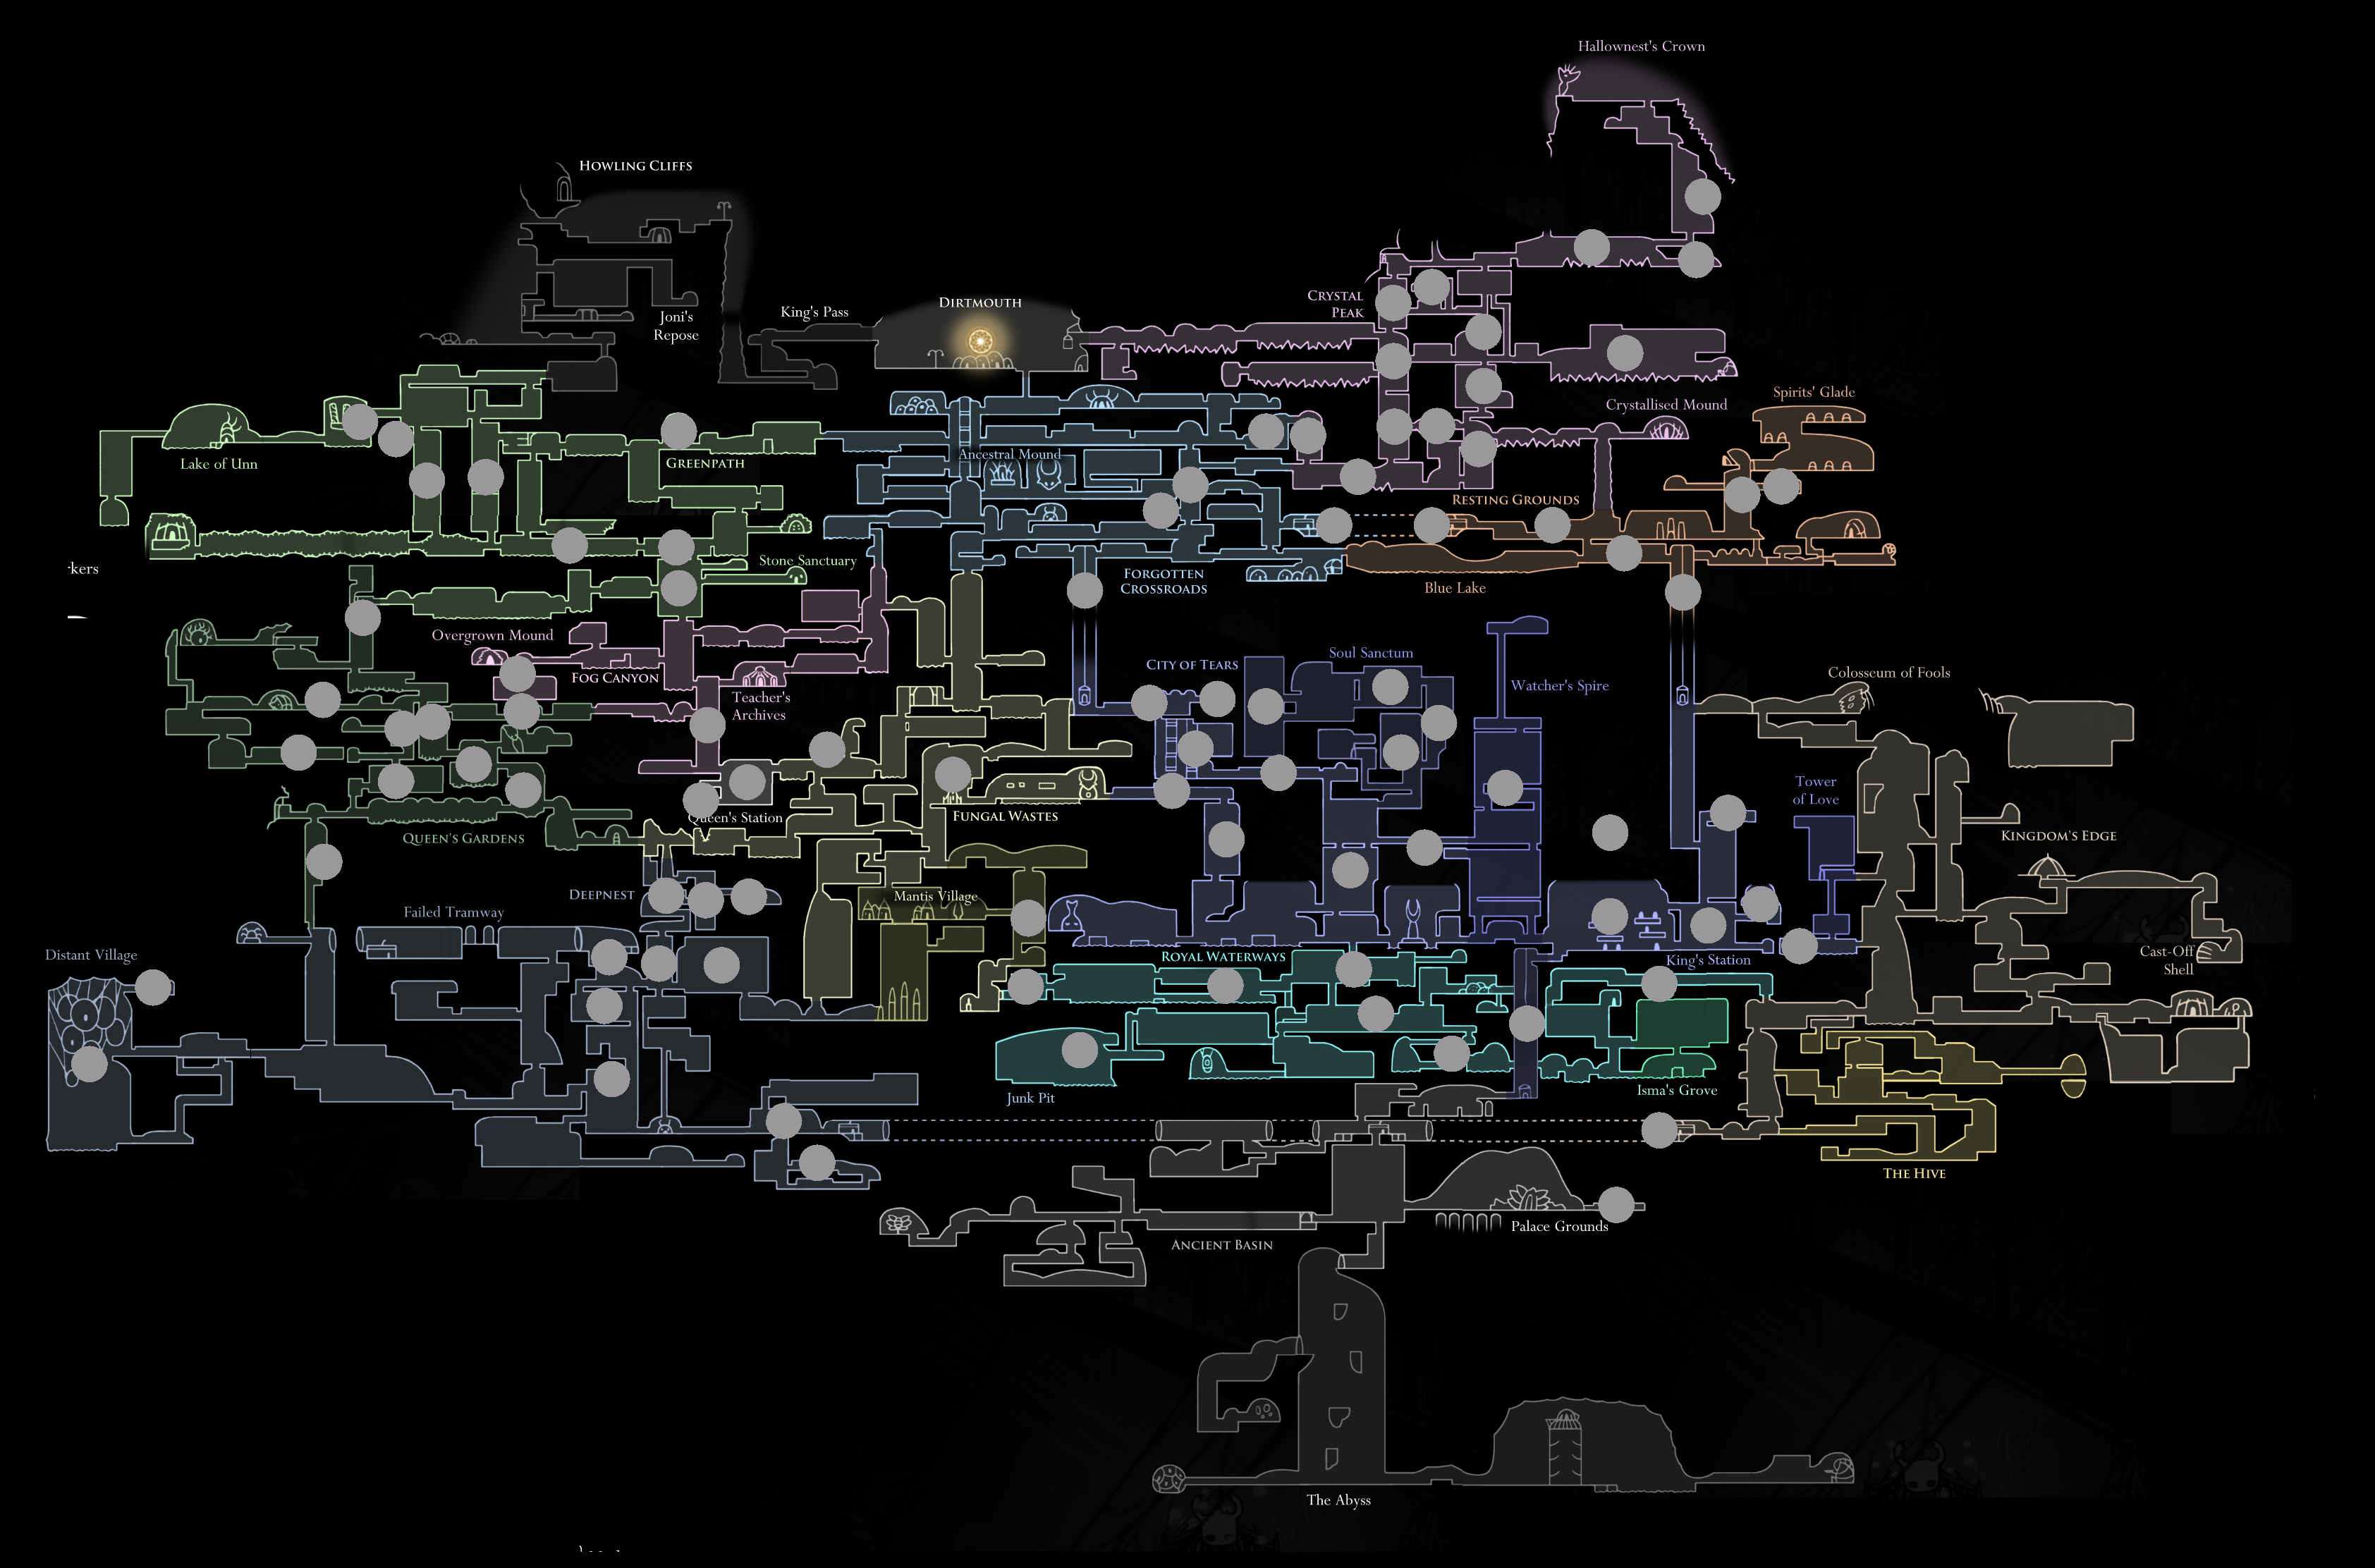 Hallownest's Crown
HOWLING CLIFFS
CRYSTAL
PEAK
DIRTMOUTH
King's Pass
Joni's
Repose
Spirits' Glade
Crystallised Mound
Lake of Unn
GREENPATH
Ancestral Mound
RESTING GROUNDS
Stone Sanctuary
kers
FORGOTTEN
CROSSROADS
Blue Lake
Overgrown Mound
FOG CANYON
Teacher's
Archives
CITY OF TEARS
Soul Sanctum
Watcher's Spire
Colosseum of Fools
Tower
of Love
Queen's Station
FUNGAL WASTES
QUEEN'S GARDENS
KINGDOM'S EDGE
DEEPNEST
Mantis Village
Failed Tramway
Distant Village
ROYAL WATERWAYS
King's Station
Cast-Off
Shell
Junk Pit
Isma's Grove
THE HIVE
Palace Grounds
ANCIENT BASIN
The Abyss